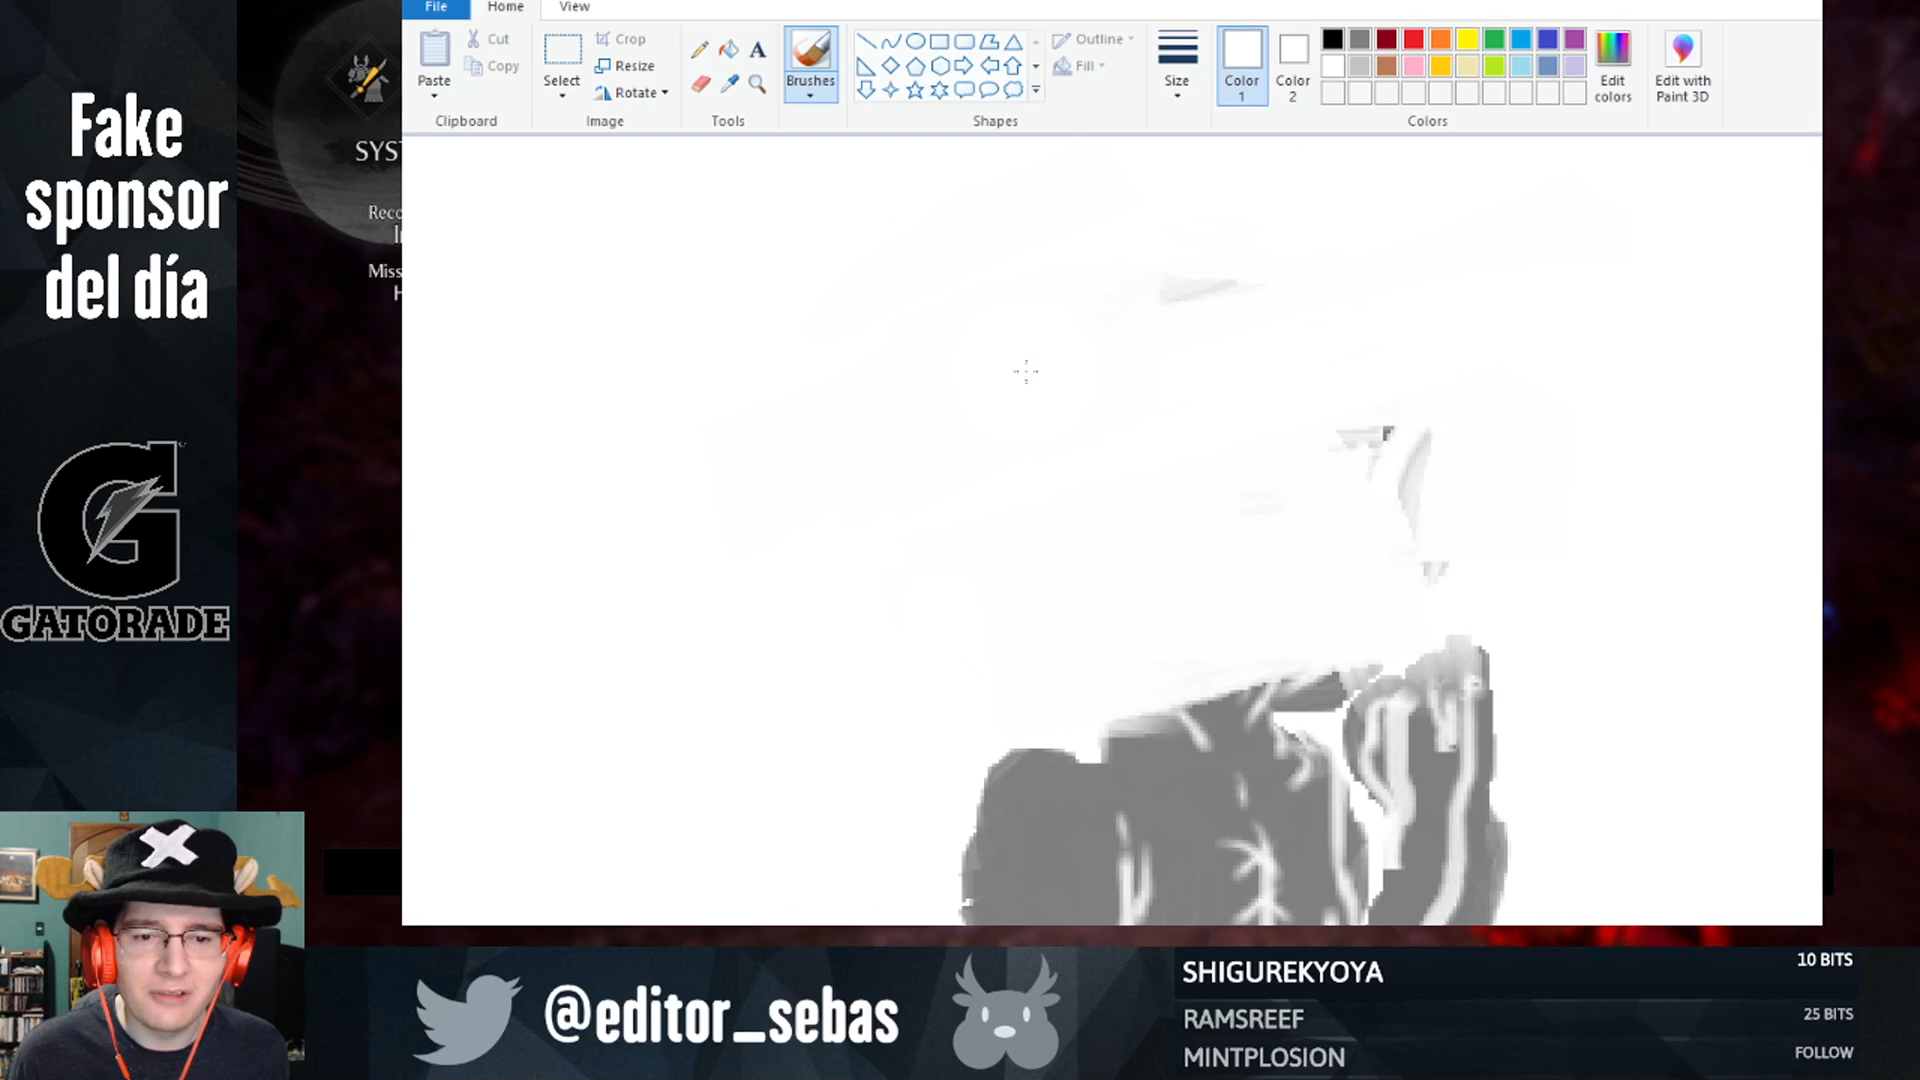 File Home View
Paste Cut Copy Clipboard
Select Crop Resize Rotate Image
A
Tools
Brushes
Shapes
Outline Fill
Size
Color 1
Color 2
Colors
Edit colors
Edit with Paint 3D
Fake
sponsor
del día
SYS
Rec
Miss
G
GATORADE
@editor_sebas
SHIGUREKYOYA 10 BITS
RAMSREEF 25 BITS
MINTPLOSION FOLLOW